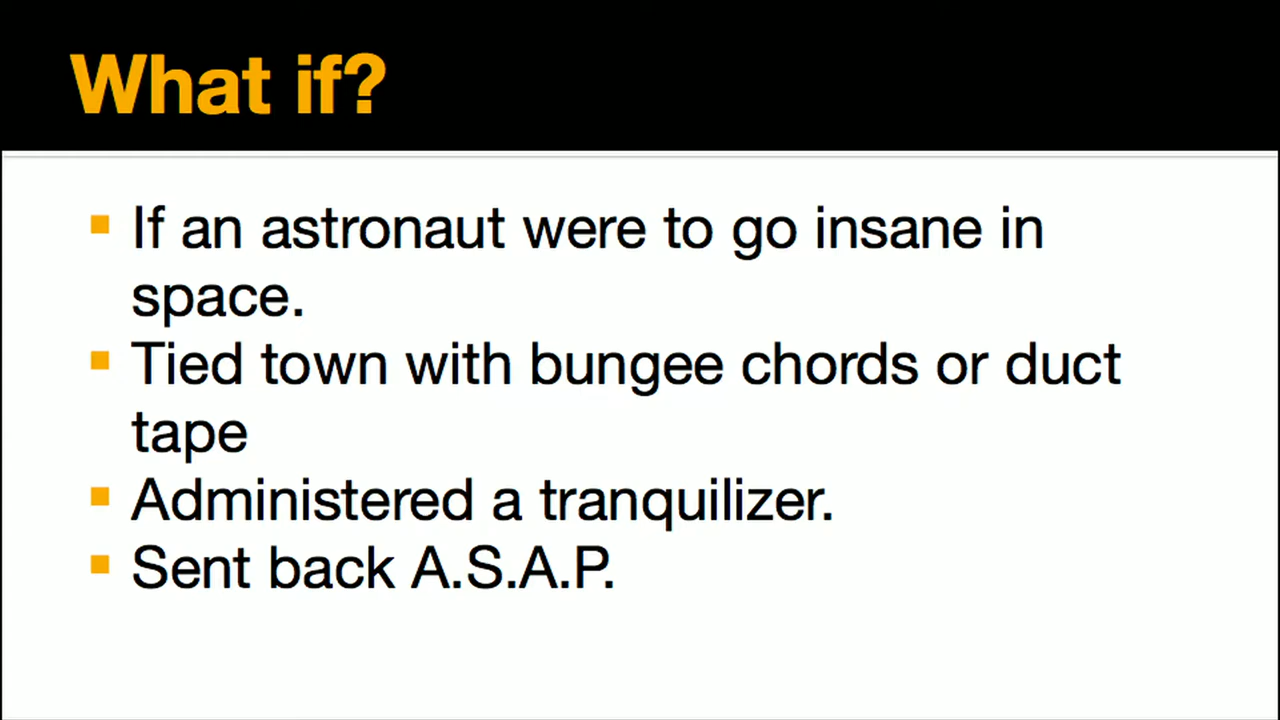 What if?
If an astronaut were to go insane in
space.
Tied town with bungee chords or duct
tape
Administered a tranquilizer.
Sent back A.S.A.P.